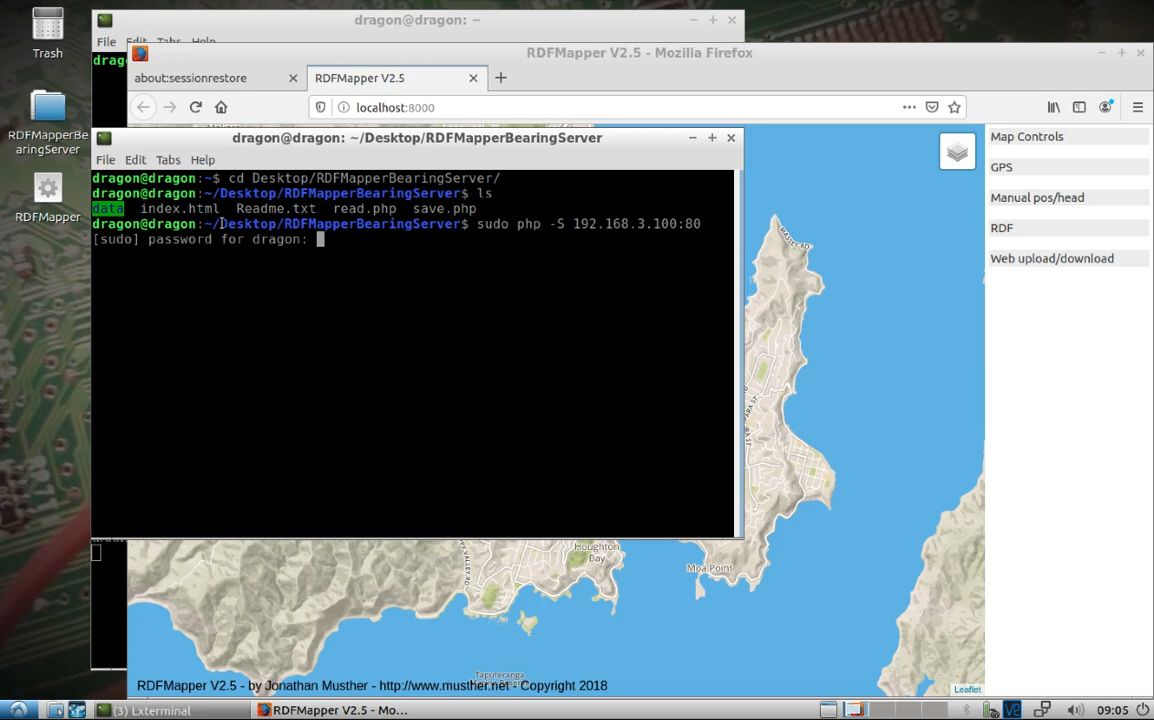 Trash
RDFMapperBe
aringServer
RDFMapper
dragon@dragon: ~
File Edit Tabs Help
drago
RDFMapper V2.5 - Mozilla Firefox
about:sessionrestore
RDFMapper V2.5
localhost:8000
dragon@dragon: ~/Desktop/RDFMapperBearingServer
File Edit Tabs Help
dragon@dragon:~$ cd Desktop/RDFMapperBearingServer/
dragon@dragon:~/Desktop/RDFMapperBearingServer$ ls
data index.html Readme.txt read.php save.php
dragon@dragon:~/Desktop/RDFMapperBearingServer$ sudo php -S 192.168.3.100:80
[sudo] password for dragon:
Map Controls
GPS
Manual pos/head
RDF
Web upload/download
Houghton
Bay
Moa Point
Taputeranga
RDFMapper V2.5 - by Jonathan Musther - http://www.musther.net - Copyright 2018
Leaflet
(3) Lxterminal
RDFMapper V2.5 - Mo...
09:05